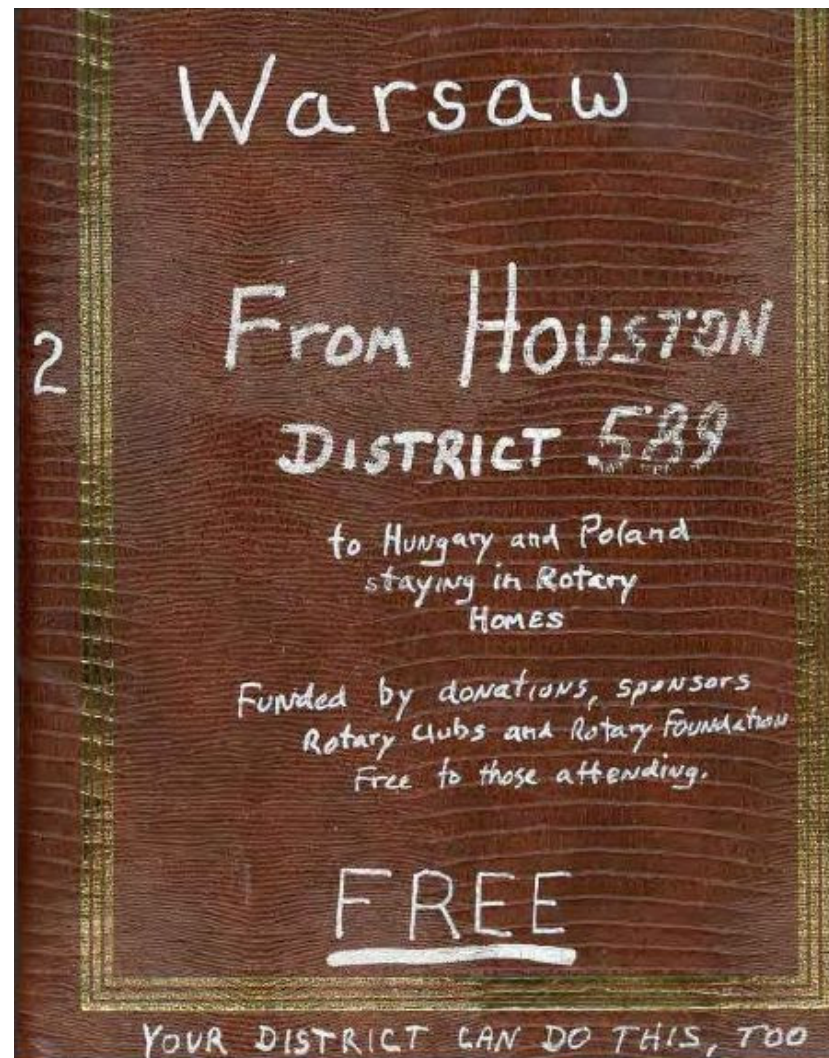 Warsaw
2
From HOUSTON
DISTRICT 589
to Hungary and Poland
staying in Rotary
HOMES
Funded by donations, sponsors
Rotary Clubs and Rotary Foundation
Free to those attending.
FREE
YOUR DISTRICT CAN DO THIS, TOO